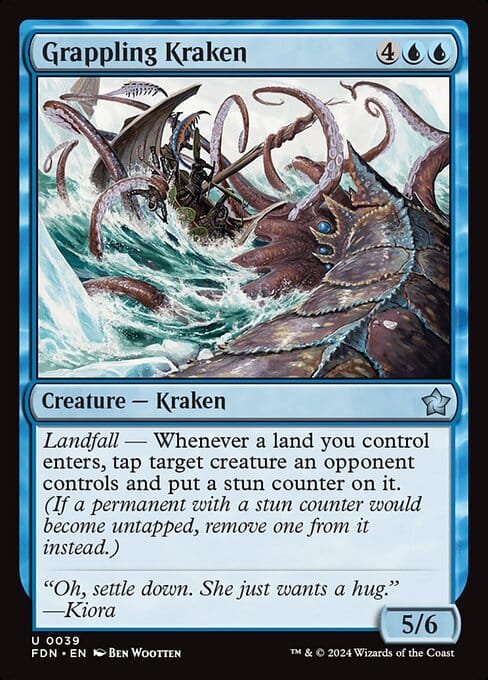 Grappling Kraken 4
Creature — Kraken
Landfall — Whenever a land you control
enters, tap target creature an opponent
controls and put a stun counter on it.
(If a permanent with a stun counter would
become untapped, remove one from it
instead.)
“Oh, settle down. She just wants a hug.”
—Kiora
5/6
U 0039
FDN • EN Ben Wootten
™ & © 2024 Wizards of the Coast